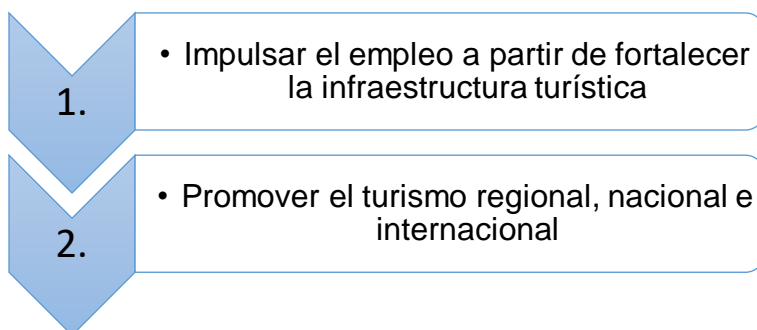 1.
• Impulsar el empleo a partir de fortalecer
la infraestructura turística
2.
• Promover el turismo regional, nacional e
internacional